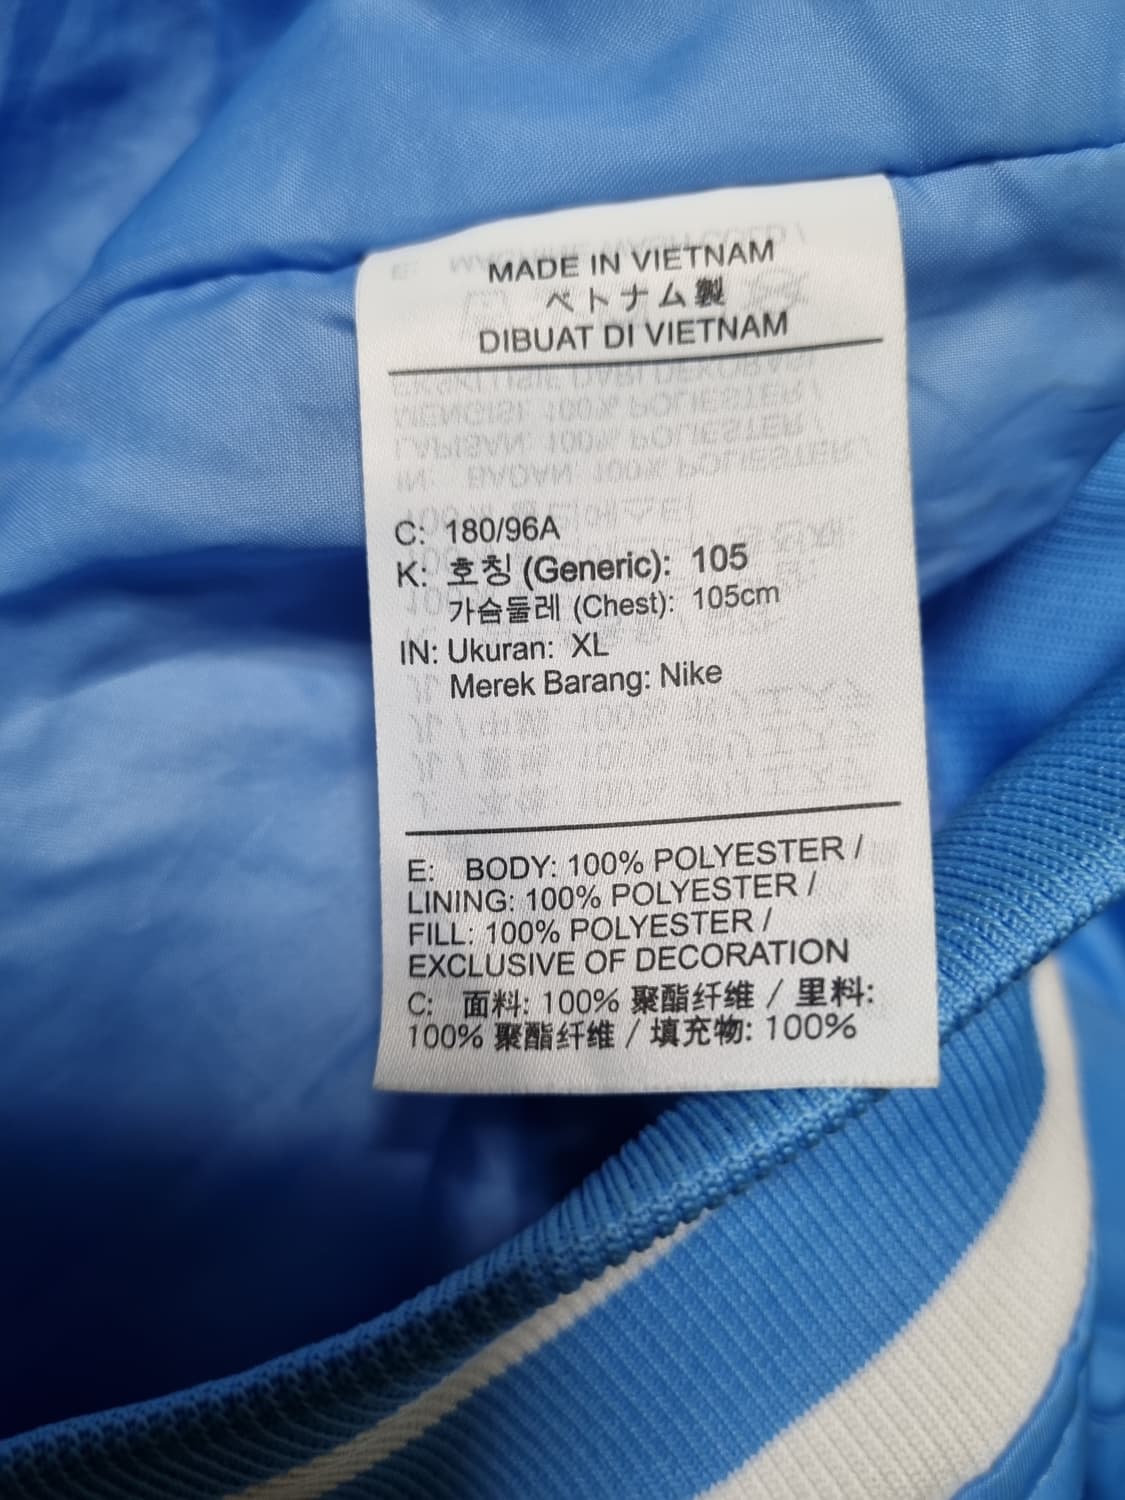 MADE IN VIETNAM
ベトナム製
DIBUAT DI VIETNAM
C: 180/96A
K: 호칭 (Generic): 105
가슴둘레 (Chest): 105cm
IN: Ukuran: XL
Merek Barang: Nike
E: BODY: 100% POLYESTER /
LINING: 100% POLYESTER /
FILL: 100% POLYESTER /
EXCLUSIVE OF DECORATION
C: 面料: 100% 聚酯纤维 / 里料:
100% 聚酯纤维 / 填充物: 100%